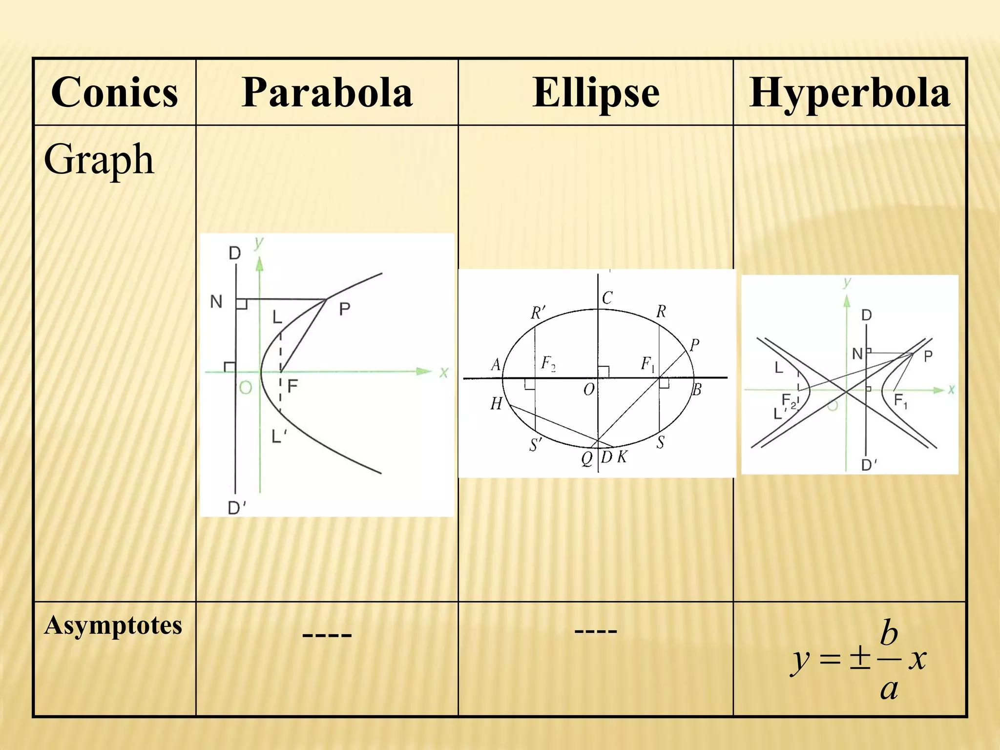 Conics Parabola Ellipse Hyperbola
Graph
D y
N L P
O F x
L'
D'
C
R' R
P
A F₂ F₁
O B
H
S' S
Q D K
y
D
N P
L
F₂ O F₁ x
L'
D'
Asymptotes ---- ---- y = ± b/a x